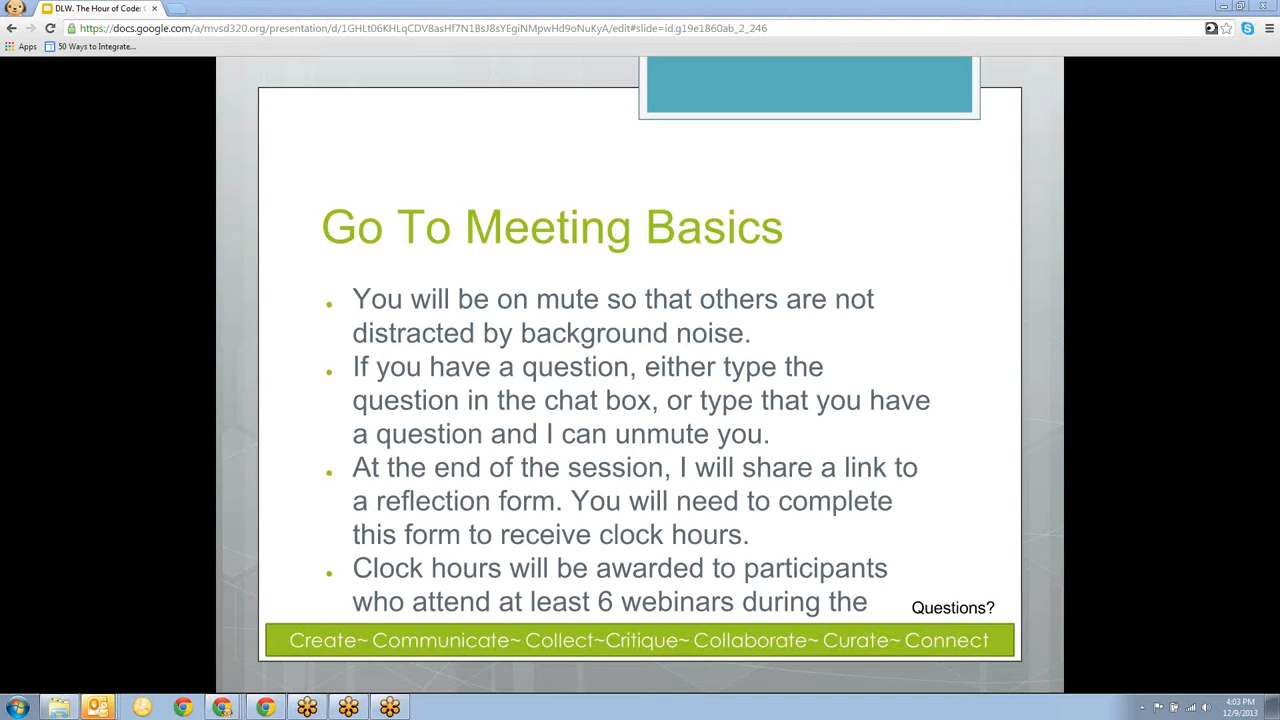 DLW. The Hour of Code: C
https://docs.google.com/a/mvsd320.org/presentation/d/1GHLt06KHLqCDV8asHf7N1BsJ8sYEgiNMpwHd9oNuKyA/edit#slide=id.g19e1860ab_2_246
Apps 50 Ways to Integrate...
Go To Meeting Basics
You will be on mute so that others are not
distracted by background noise.
If you have a question, either type the
question in the chat box, or type that you have
a question and I can unmute you.
At the end of the session, I will share a link to
a reflection form. You will need to complete
this form to receive clock hours.
Clock hours will be awarded to participants
who attend at least 6 webinars during the
Questions?
Create~ Communicate~ Collect~Critique~ Collaborate~ Curate~ Connect
4:03 PM
12/9/2013